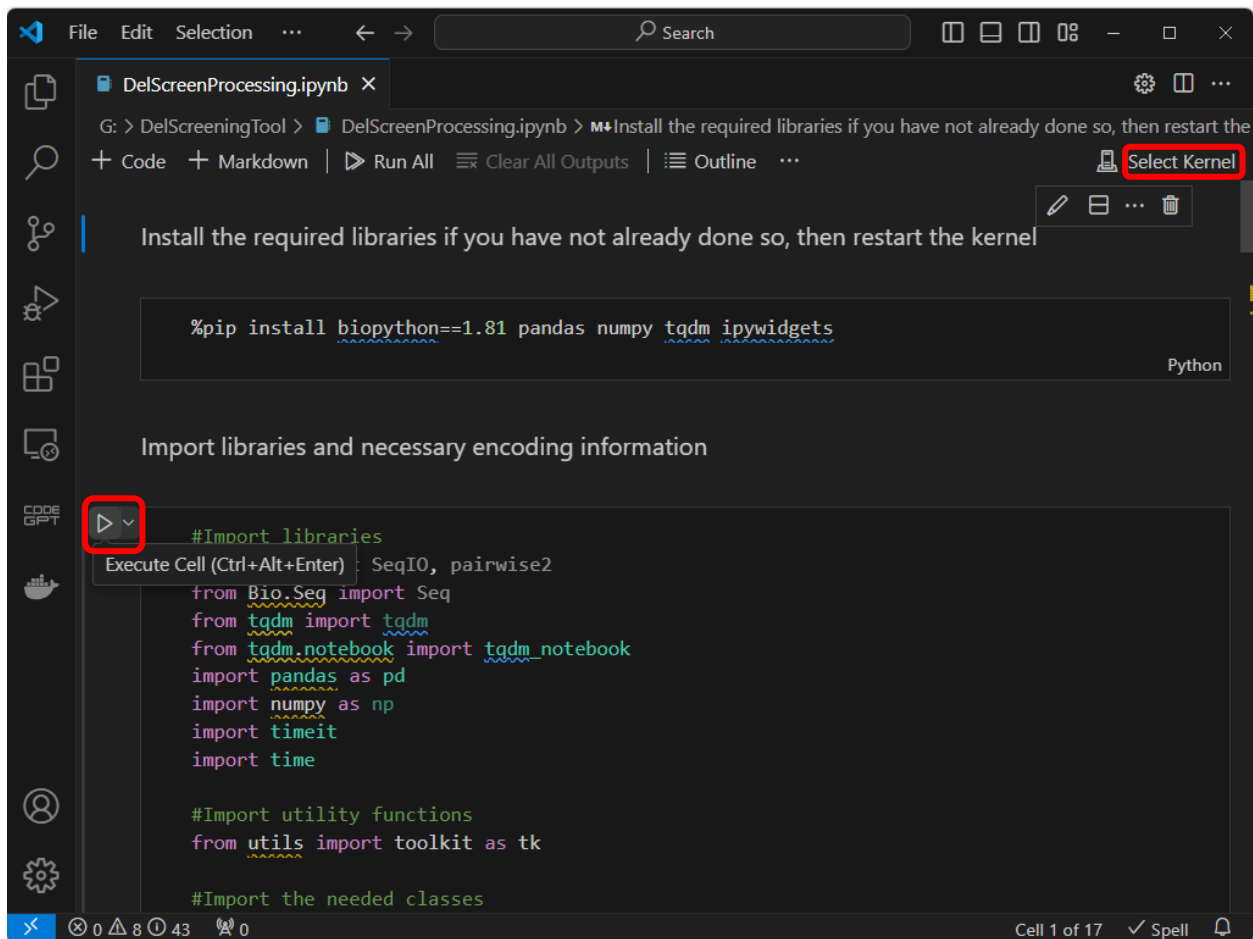 File Edit Selection ··· ← → Search
DelScreenProcessing.ipynb ×
G: > DelScreeningTool > DelScreenProcessing.ipynb > M↓Install the required libraries if you have not already done so, then restart the
+ Code + Markdown | Run All Clear All Outputs | Outline ··· Select Kernel
Install the required libraries if you have not already done so, then restart the kernel
%pip install biopython==1.81 pandas numpy tqdm ipywidgets
Python
Import libraries and necessary encoding information
CODE
GPT
#Import libraries
Execute Cell (Ctrl+Alt+Enter) SeqIO, pairwise2
from Bio.Seq import Seq
from tqdm import tqdm
from tqdm.notebook import tqdm_notebook
import pandas as pd
import numpy as np
import timeit
import time
#Import utility functions
from utils import toolkit as tk
#Import the needed classes
0 8 43 0 Cell 1 of 17 Spell